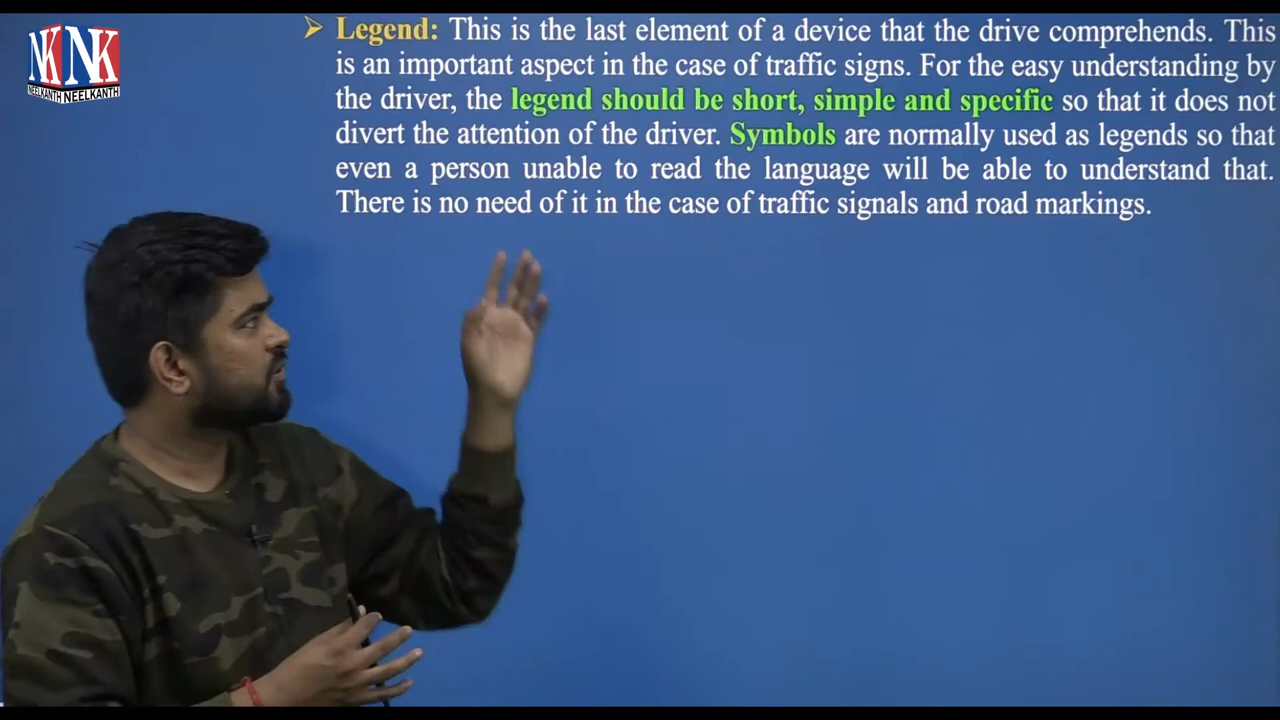 NK NK
NEELKANTH NEELKANTH
➢ Legend: This is the last element of a device that the drive comprehends. This
is an important aspect in the case of traffic signs. For the easy understanding by
the driver, the legend should be short, simple and specific so that it does not
divert the attention of the driver. Symbols are normally used as legends so that
even a person unable to read the language will be able to understand that.
There is no need of it in the case of traffic signals and road markings.